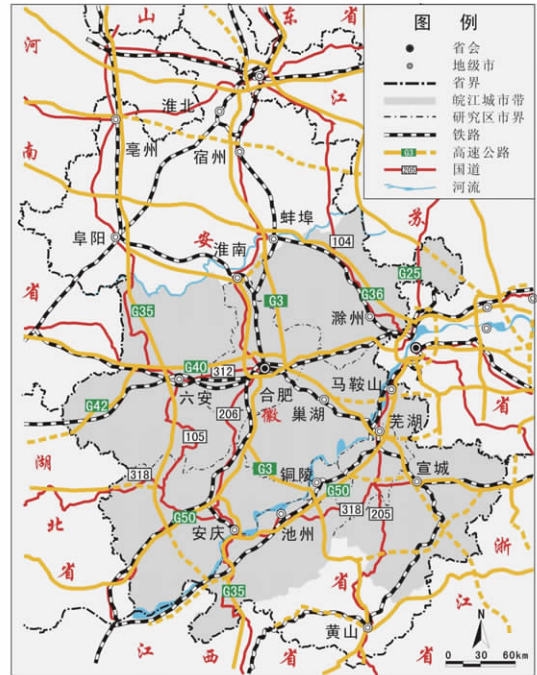 山 东 省
河 南 省
江 苏 省
安 徽 省
湖 北 省
江 西 省
浙 江 省
图 例
省会
地级市
省界
皖江城市带
研究区市界
铁路
G3 高速公路
205 国道
河流
淮北
亳州
宿州
阜阳
蚌埠
淮南
104
G25
G35
G3
G36
滁州
G40
312
六安
合肥
马鞍山
巢湖
芜湖
G42
206
105
318
G3
铜陵
宣城
G50
G50
318
205
安庆
池州
G35
黄山
N
0 30 60km